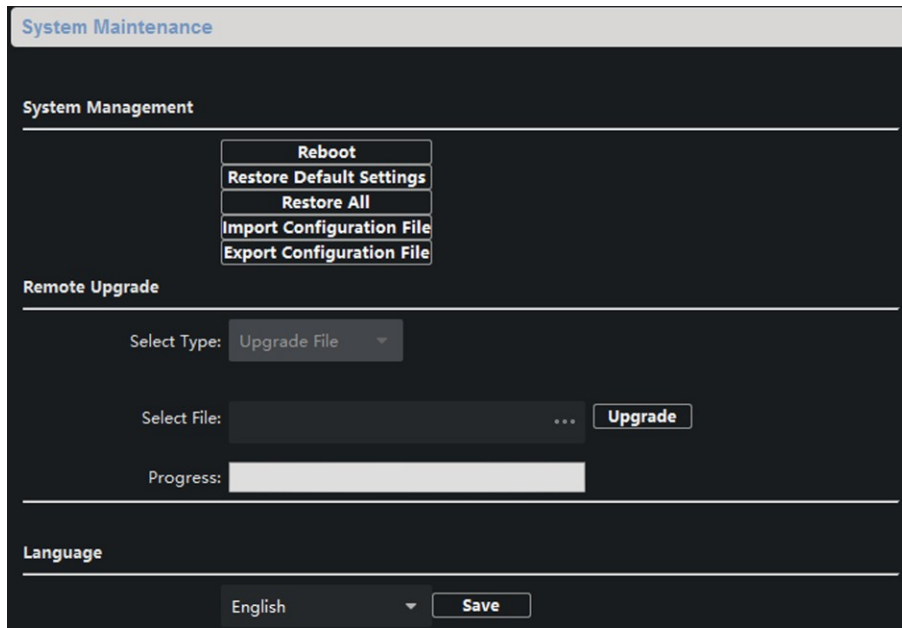 System Maintenance
System Management
Reboot
Restore Default Settings
Restore All
Import Configuration File
Export Configuration File
Remote Upgrade
Select Type: Upgrade File
Select File: ... Upgrade
Progress:
Language
English Save